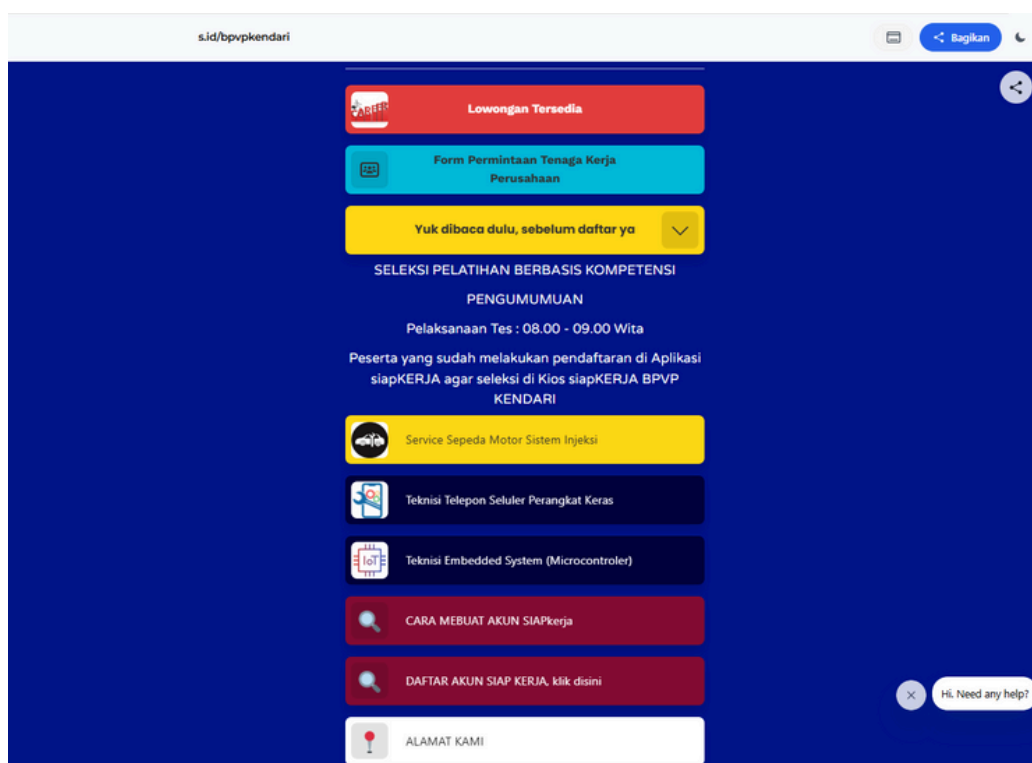 s.id/bpvpkendari
Bagikan
CAREER
Lowongan Tersedia
Form Permintaan Tenaga Kerja
Perusahaan
Yuk dibaca dulu, sebelum daftar ya
SELEKSI PELATIHAN BERBASIS KOMPETENSI
PENGUMUMUAN
Pelaksanaan Tes : 08.00 - 09.00 Wita
Peserta yang sudah melakukan pendaftaran di Aplikasi
siapKERJA agar seleksi di Kios siapKERJA BPVP
KENDARI
Service Sepeda Motor Sistem Injeksi
Teknisi Telepon Seluler Perangkat Keras
IoT
Teknisi Embedded System (Microcontroler)
CARA MEBUAT AKUN SIAPkerja
DAFTAR AKUN SIAP KERJA, klik disini
Hi. Need any help?
ALAMAT KAMI